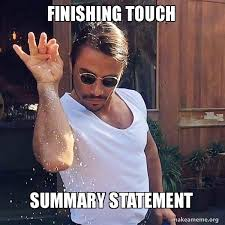 FINISHING TOUCH
SUMMARY STATEMENT
makeameme.org